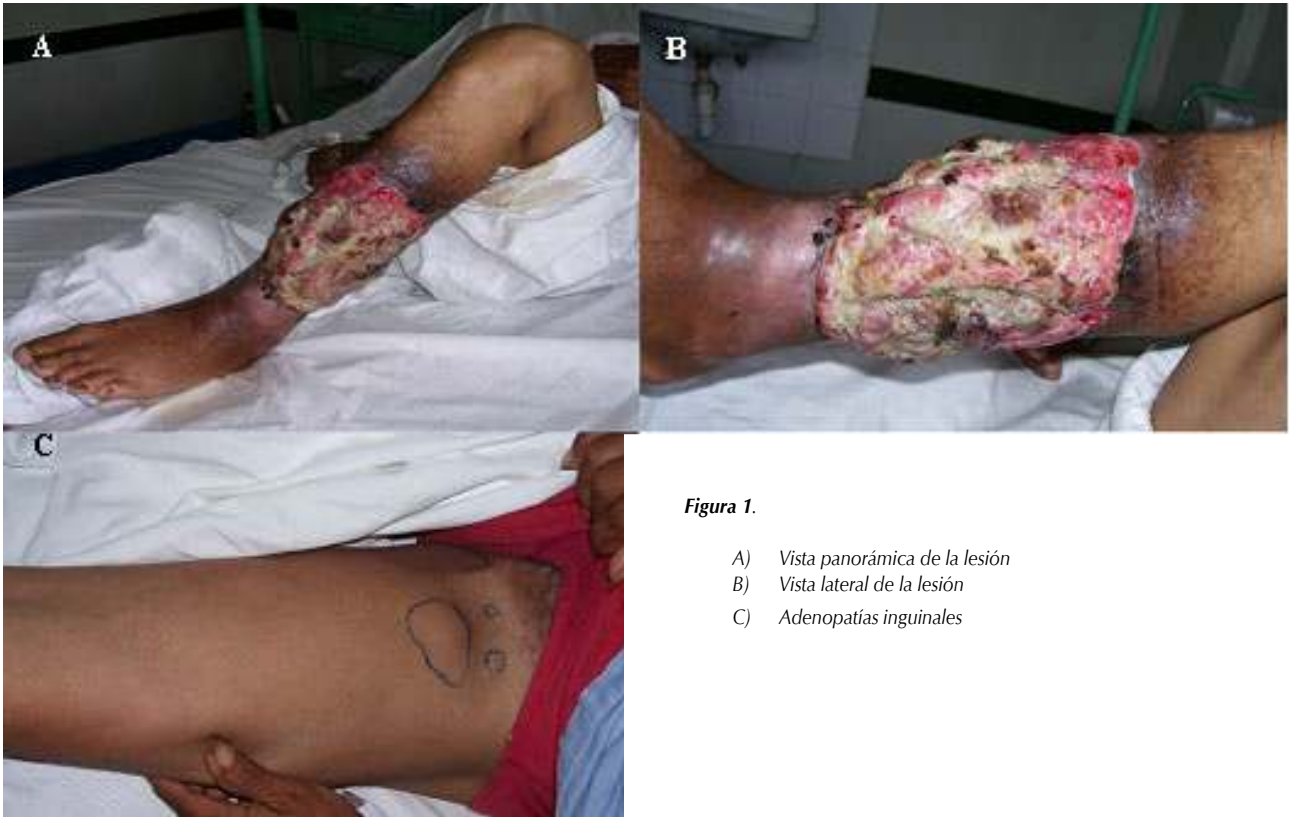 A
B
C
Figura 1.
A) Vista panorámica de la lesión
B) Vista lateral de la lesión
C) Adenopatías inguinales